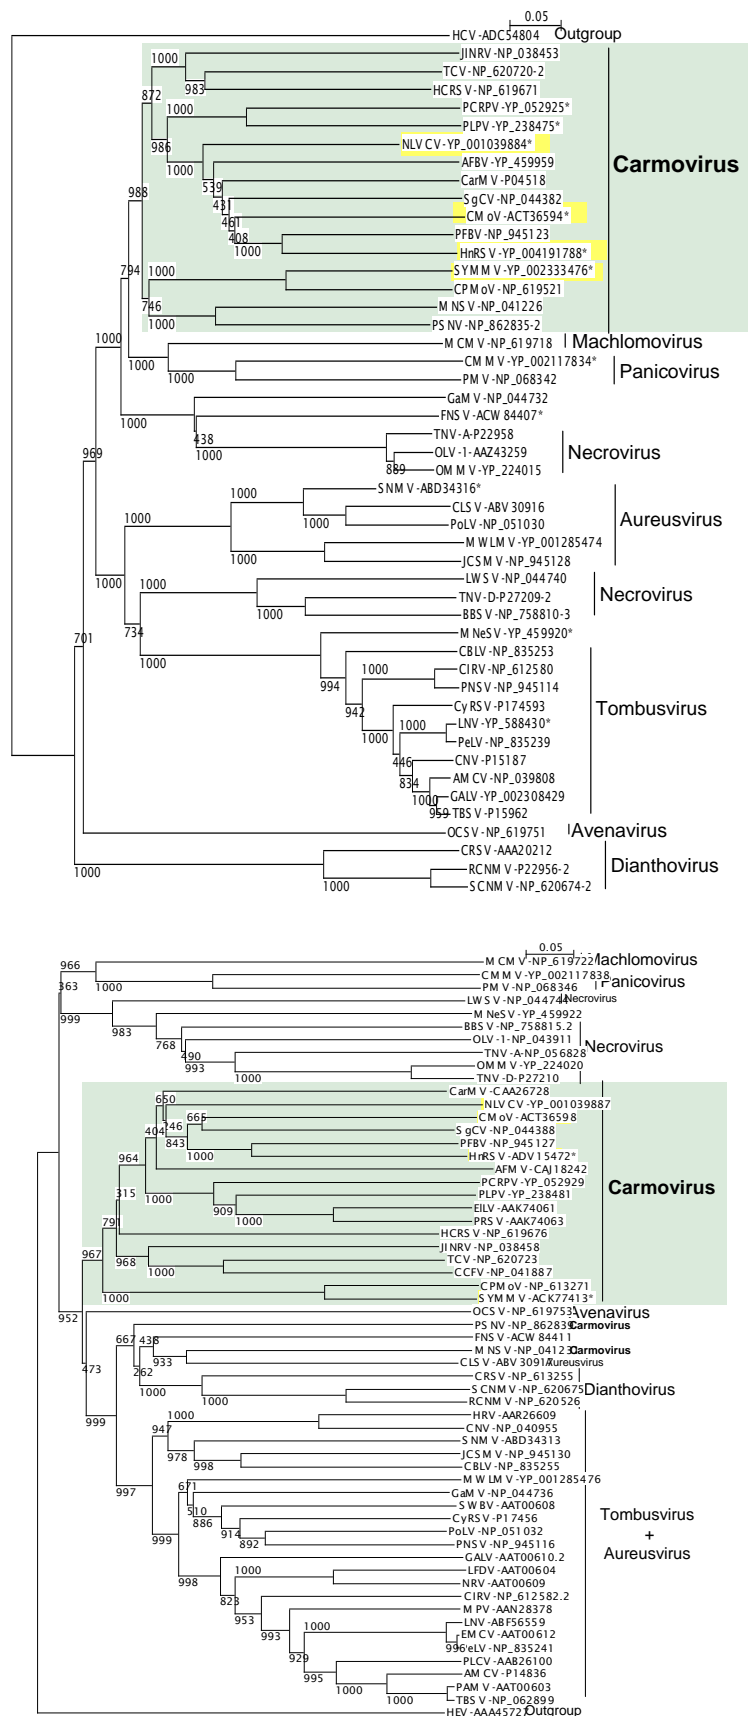 0.05
HCV-ADC54804 Outgroup
1000 JINRV-NP_038453
TCV-NP_620720-2
983 HCRSV-NP_619671
872
1000 PCRPV-YP_052925*
PLPV-YP_238475*
986 NLVCV-YP_001039884*
1000 AFBV-YP_459959
Carmovirus
539 CarMV-P04518
988 SgCV-NP_044382
431 CMoV-ACT36594*
461
408 PFBV-NP_945123
1000 HnRSV-YP_004191788*
794 1000 SYMMV-YP_002333476*
CPMoV-NP_619521
746 MNSV-NP_041226
1000 PSNV-NP_862835-2
1000 MCMV-NP_619718 Machlomovirus
CMMV-YP_002117834*
1000 1000 PMV-NP_068342 Panicovirus
GaMV-NP_044732
1000 FNSV-ACW84407*
438 TNV-A-P22958
969 1000 OLV-1-AAZ43259 Necrovirus
889 OMMV-YP_224015
SNMV-ABD34316*
1000 CLSV-ABV30916
1000 1000 PoLV-NP_051030 Aureusvirus
MWLMV-YP_001285474
1000 JCSMV-NP_945128
1000 1000 LWSV-NP_044740
TNV-D-P27209-2 Necrovirus
1000 BBSV-NP_758810-3
734 MNeSV-YP_459920*
701
1000 CBLV-NP_835253
1000 CIRV-NP_612580
994 PNSV-NP_945114
942 CyRSV-P174593 Tombusvirus
1000 LNV-YP_588430*
1000 PeLV-NP_835239
446 CNV-P15187
834 AMCV-NP_039808
1000 GALV-YP_002308429
959 TBSV-P15962
OCSV-NP_619751 Avenavirus
CRSV-AAA20212
1000 RCNMV-P22956-2 Dianthovirus
1000 SCNMV-NP_620674-2
0.05
966 MCMV-NP_619722 Machlomovirus
CMMV-YP_002117838
363 1000 PMV-NP_068346 Panicovirus
999 LWSV-NP_044744 Necrovirus
983 MNeSV-YP_459922
768 BBSV-NP_758815.2
490 OLV-1-NP_043911 Necrovirus
993 TNV-A-NP_056828
1000 OMMV-YP_224020
TNV-D-P27210
650 CarMV-CAA26728
NLVCV-YP_001039887
246 665 CMoV-ACT36598
404 843 SgCV-NP_044388
1000 PFBV-NP_945127
964 HnRSV-ADV15472*
AFMV-CAJ18242
PCRPV-YP_052929
315 909 PLPV-YP_238481 Carmovirus
1000 ElLV-AAK74061
791 PRSV-AAK74063
HCRSV-NP_619676
967 968 JINRV-NP_038458
1000 TCV-NP_620723
CCFV-NP_041887
1000 CPMoV-NP_613271
SYMMV-ACK77413*
952 OCSV-NP_619753 Avenavirus
PSNV-NP_862839 Carmovirus
667 438 FNSV-ACW84411
MNSV-NP_04123 Carmovirus
473 262 933 CLSV-ABV3091 Aureusvirus
CRSV-NP_613255
1000 SCNMV-NP_620675 Dianthovirus
999 1000 RCNMV-NP_620526
1000 HRV-AAR26609
947 CNV-NP_040955
978 SNMV-ABD34313
998 JCSMV-NP_945130
997 CBLV-NP_835255
MWLMV-YP_001285476
671 GaMV-NP_044736
510 SWBV-AAT00608
886 CyRSV-P17456 Tombusvirus
914 PoLV-NP_051032 +
999 892 PNSV-NP_945116 Aureusvirus
998 GALV-AAT00610.2
1000 LFDV-AAT00604
823 NRV-AAT00609
953 CIRV-NP_612582.2
993 MPV-AAN28378
1000 LNV-ABF56559
EMCV-AAT00612
929 996 PeLV-NP_835241
995 PLCV-AAB26100
1000 AMCV-P14836
1000 PAMV-AAT00603
TBSV-NP_062899
HEV-AAA45727 Outgroup